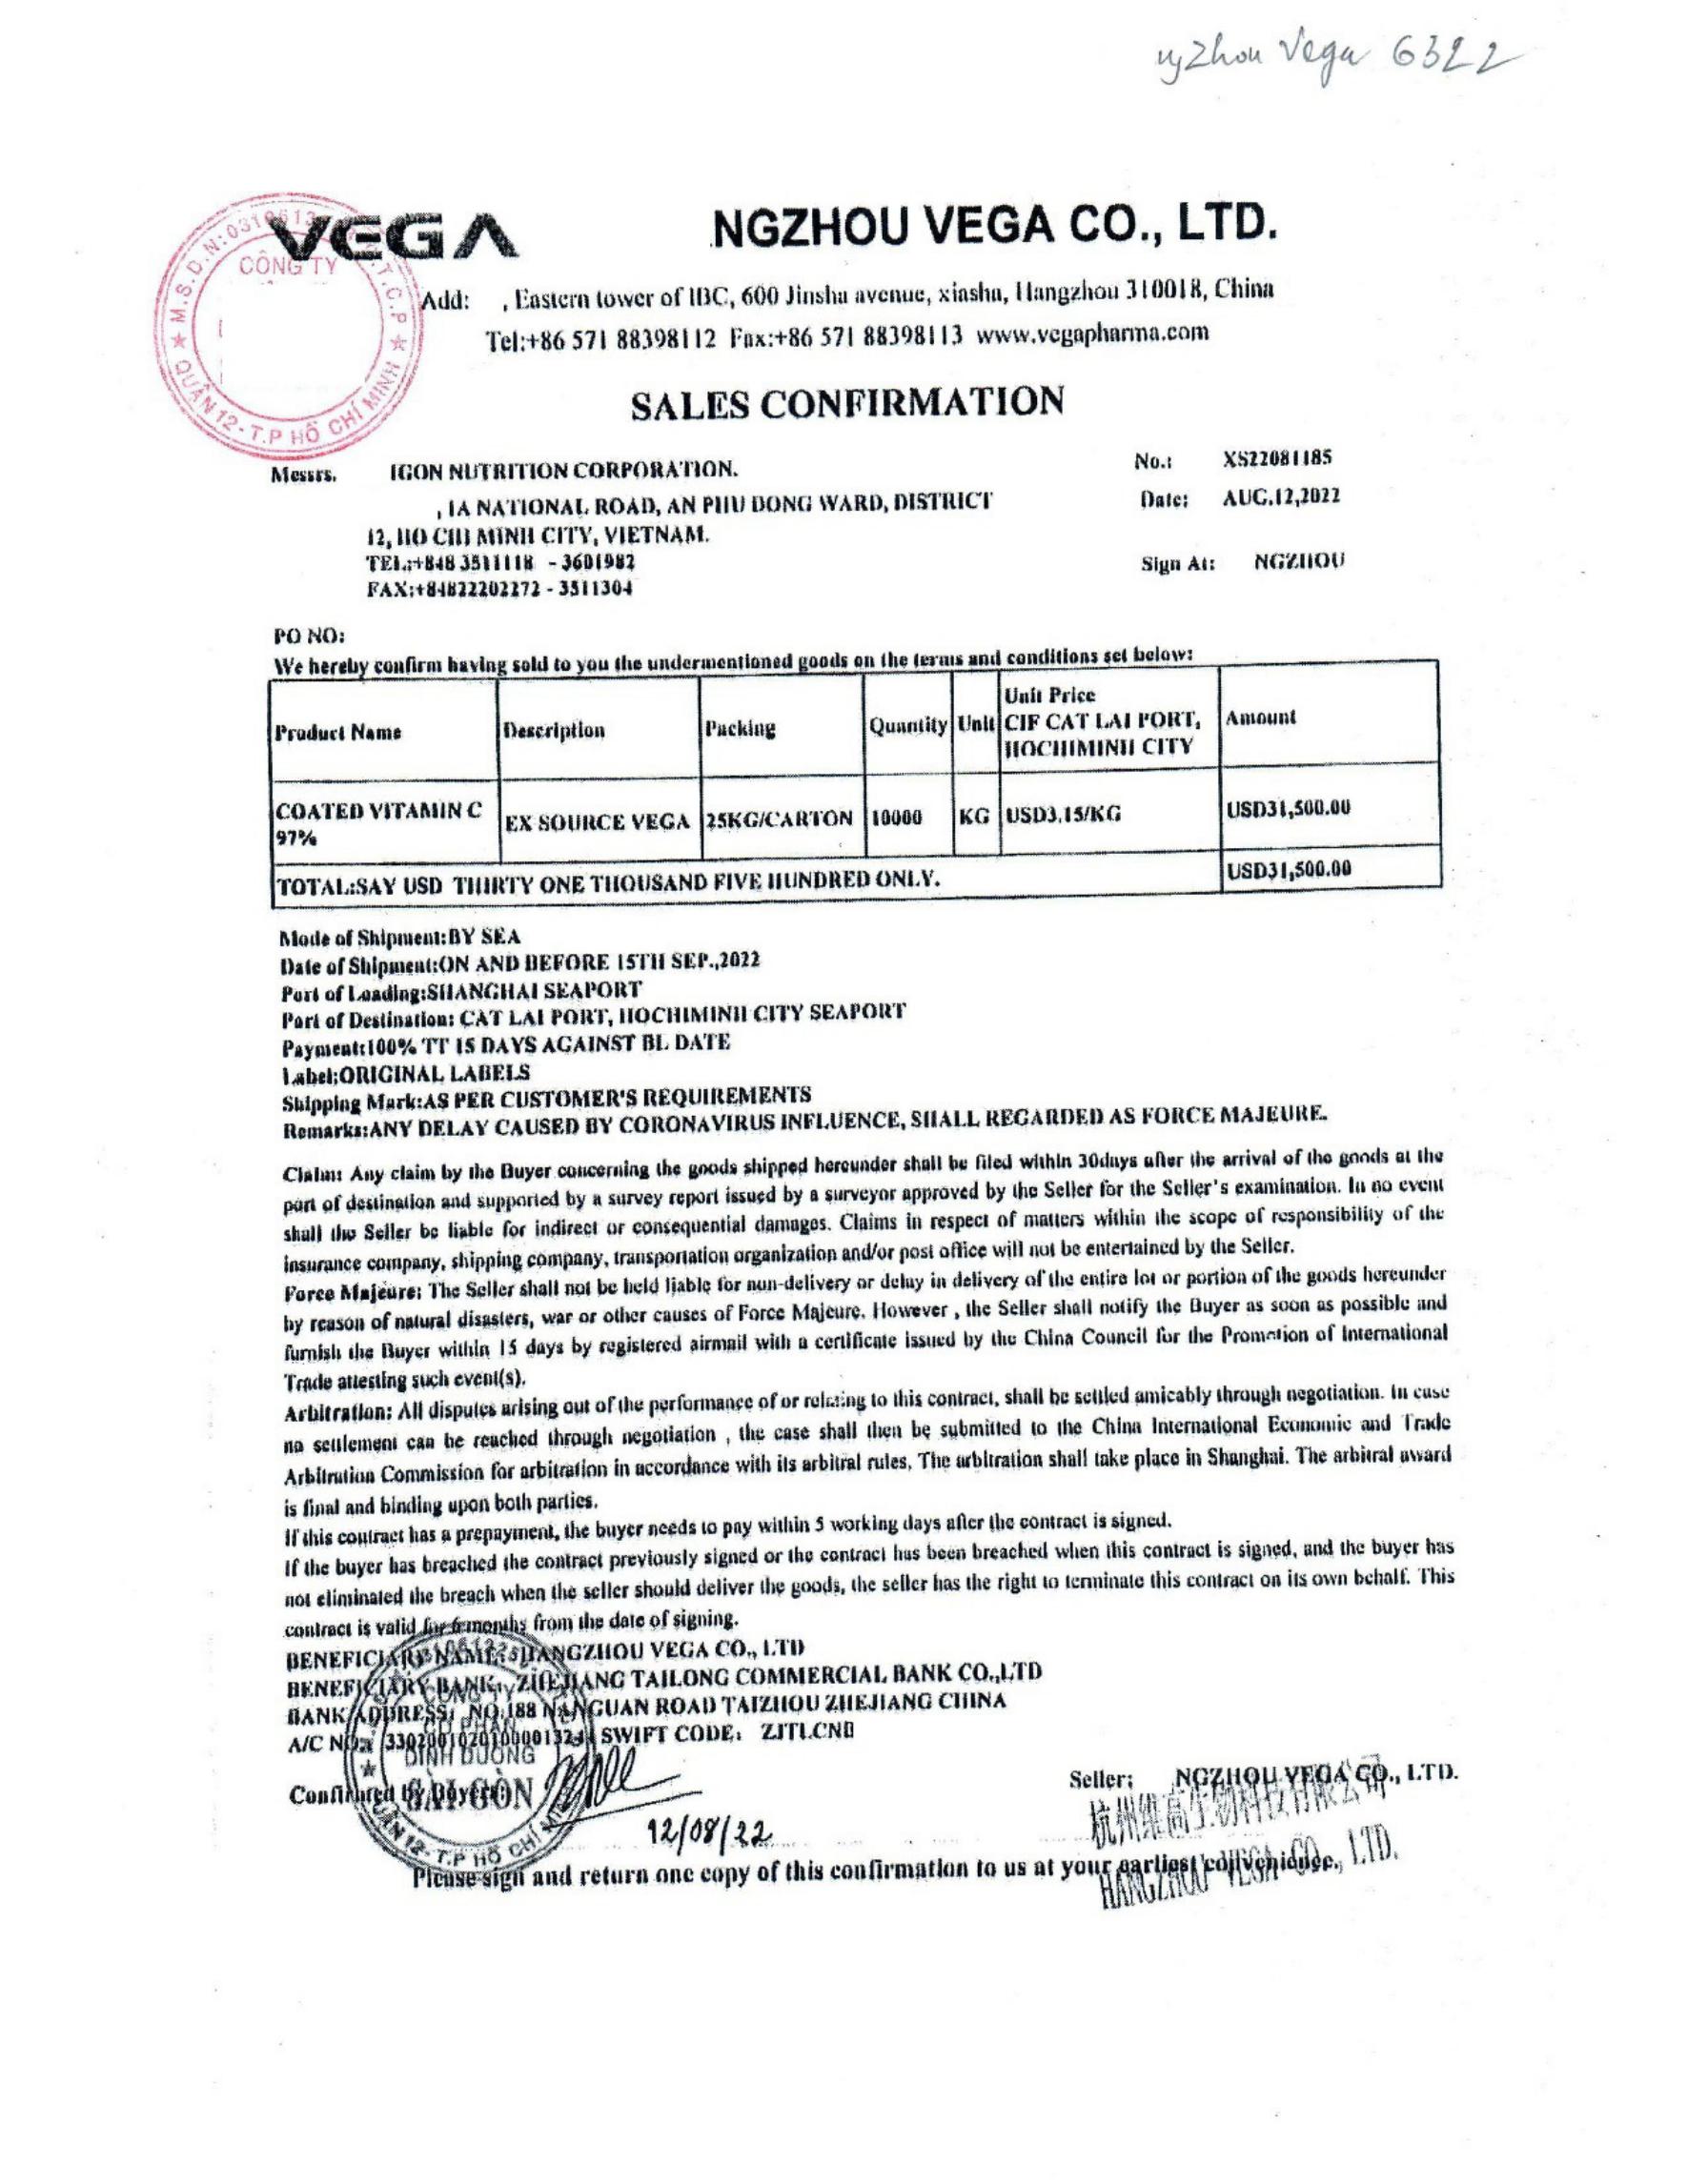 ngZhou Vega 6322
VEGA
NGZHOU VEGA CO., LTD.
M.S.D.N:
T.C.P
CÔNG TY
QUẬN 12 - T.P HỒ CHÍ MINH
Add: , Eastern tower of IBC, 600 Jinsha avenue, xiasha, Hangzhou 310018, China
Tel:+86 571 88398112 Fax:+86 571 88398113 www.vegapharma.com
SALES CONFIRMATION
Messrs. IGON NUTRITION CORPORATION.
No.: XS22081185
, 1A NATIONAL ROAD, AN PHU DONG WARD, DISTRICT
Date: AUG.12,2022
12, HO CHI MINH CITY, VIETNAM.
TEL:+848 3511118 - 3601982
Sign At: NGZHOU
FAX:+84822202272 - 3511304
PO NO:
We hereby confirm having sold to you the undermentioned goods on the terms and conditions set below:
Product Name Description Packing Quantity Unit Unit Price CIF CAT LAI PORT, HOCHIMINH CITY Amount
COATED VITAMIN C 97% EX SOURCE VEGA 25KG/CARTON 10000 KG USD3.15/KG USD31,500.00
TOTAL:SAY USD THIRTY ONE THOUSAND FIVE HUNDRED ONLY. USD31,500.00
Mode of Shipment:BY SEA
Date of Shipment:ON AND BEFORE 15TH SEP.,2022
Port of Loading:SHANGHAI SEAPORT
Port of Destination: CAT LAI PORT, HOCHIMINH CITY SEAPORT
Payment:100% TT 15 DAYS AGAINST BL DATE
Label:ORIGINAL LABELS
Shipping Mark:AS PER CUSTOMER'S REQUIREMENTS
Remarks:ANY DELAY CAUSED BY CORONAVIRUS INFLUENCE, SHALL REGARDED AS FORCE MAJEURE.
Claim: Any claim by the Buyer concerning the goods shipped hereunder shall be filed within 30days after the arrival of the goods at the
port of destination and supported by a survey report issued by a surveyor approved by the Seller for the Seller's examination. In no event
shall the Seller be liable for indirect or consequential damages. Claims in respect of matters within the scope of responsibility of the
insurance company, shipping company, transportation organization and/or post office will not be entertained by the Seller.
Force Majeure: The Seller shall not be held liable for non-delivery or delay in delivery of the entire lot or portion of the goods hereunder
by reason of natural disasters, war or other causes of Force Majeure. However , the Seller shall notify the Buyer as soon as possible and
furnish the Buyer within 15 days by registered airmail with a certificate issued by the China Council for the Promotion of International
Trade attesting such event(s).
Arbitration: All disputes arising out of the performance of or relating to this contract, shall be settled amicably through negotiation. In case
no settlement can be reached through negotiation , the case shall then be submitted to the China International Economic and Trade
Arbitration Commission for arbitration in accordance with its arbitral rules. The arbitration shall take place in Shanghai. The arbitral award
is final and binding upon both parties.
If this contract has a prepayment, the buyer needs to pay within 5 working days after the contract is signed.
If the buyer has breached the contract previously signed or the contract has been breached when this contract is signed, and the buyer has
not eliminated the breach when the seller should deliver the goods, the seller has the right to terminate this contract on its own behalf. This
contract is valid for 6 months from the date of signing.
BENEFICIARY NAME: HANGZHOU VEGA CO., LTD
BENEFICIARY BANK: ZHEJIANG TAILONG COMMERCIAL BANK CO.,LTD
BANK ADDRESS: NO.188 NANGUAN ROAD TAIZHOU ZHEJIANG CHINA
A/C NO.: SWIFT CODE: ZJTLCNB
CÔNG TY
CỔ PHẦN
DINH DƯỠNG
SÀI GÒN
QUẬN 12 - T.P HỒ CHÍ MINH
Confirmed by Buyers:
Seller: NGZHOU VEGA CO., LTD.
杭州维高生物科技有限公司
12/08/22
HANGZHOU VEGA CO., LTD.
Please sign and return one copy of this confirmation to us at your earliest convenience.